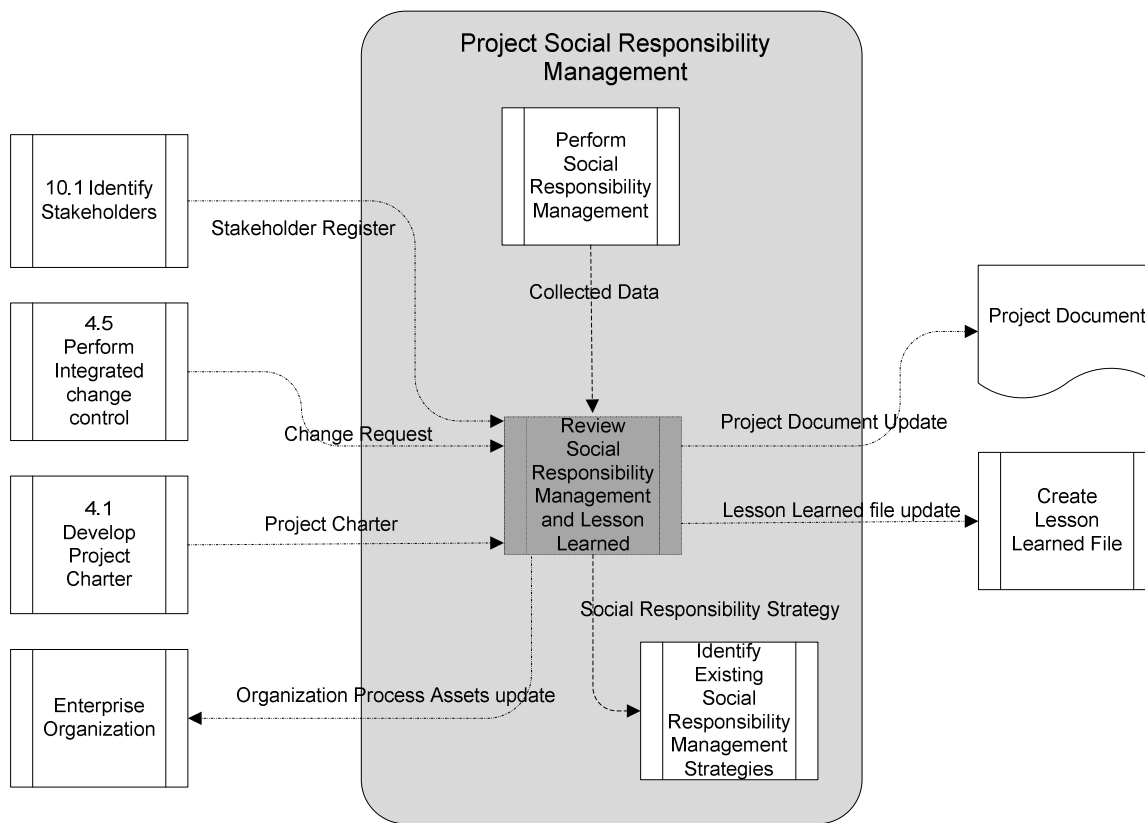 Project Social Responsibility
Management
Perform
Social
Responsibility
Management
10.1 Identify
Stakeholders
Stakeholder Register
Collected Data
Project Document
4.5
Perform
Integrated
change
control
Change Request
Review
Social
Responsibility
Management
and Lesson
Learned
Project Document Update
4.1
Develop
Project
Charter
Project Charter
Lesson Learned file update
Create
Lesson
Learned File
Social Responsibility Strategy
Enterprise
Organization
Organization Process Assets update
Identify
Existing
Social
Responsibility
Management
Strategies